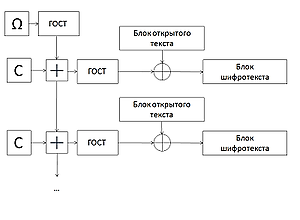 Ω
ГОСТ
Блок открытого
текста
С
+
ГОСТ
Блок
шифротекста
Блок открытого
текста
С
+
ГОСТ
Блок
шифротекста
...